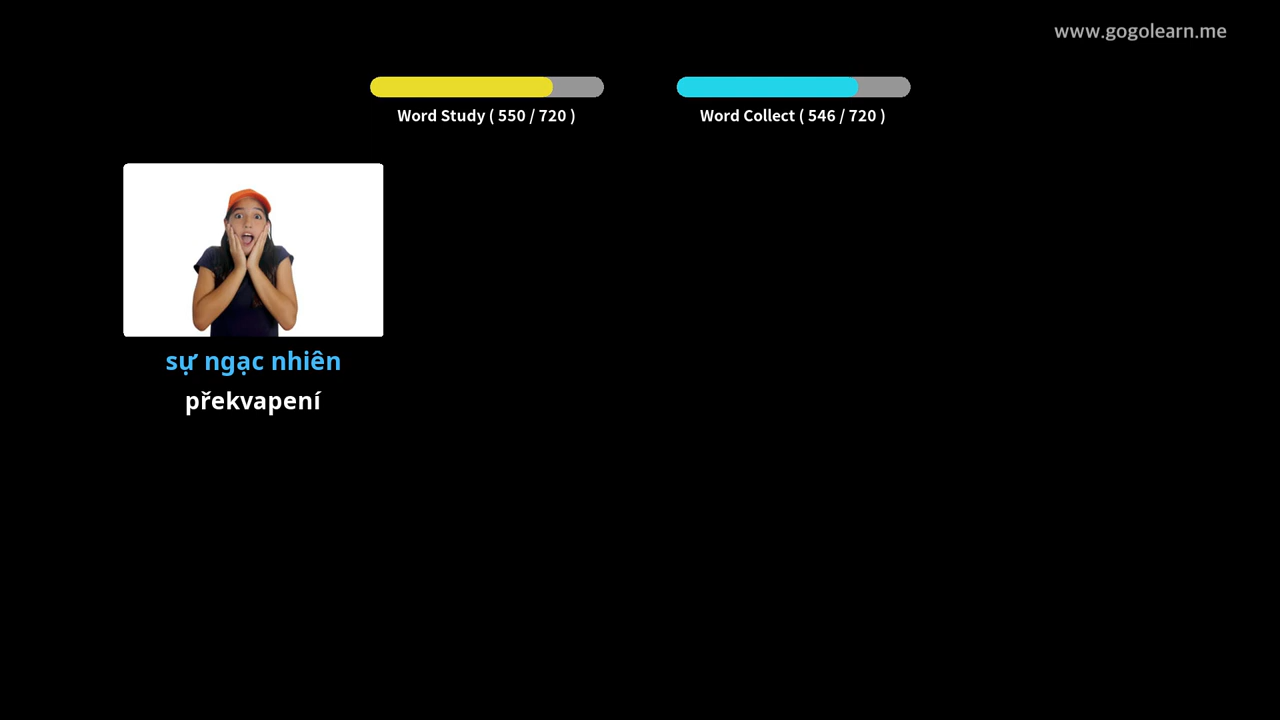 www.gogolearn.me
Word Study ( 550 / 720 )
Word Collect ( 546 / 720 )
sự ngạc nhiên
překvapení